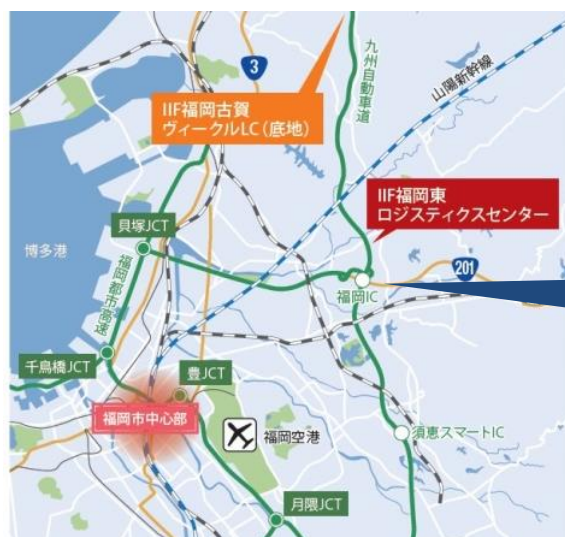 3
IIF福岡古賀
ヴィークルLC（底地）
九州自動車道
山陽新幹線
IIF福岡東
ロジスティクスセンター
貝塚JCT
博多港
福岡都市高速
201
福岡IC
千鳥橋JCT
豊JCT
福岡市中心部
福岡空港
須恵スマートIC
月隈JCT